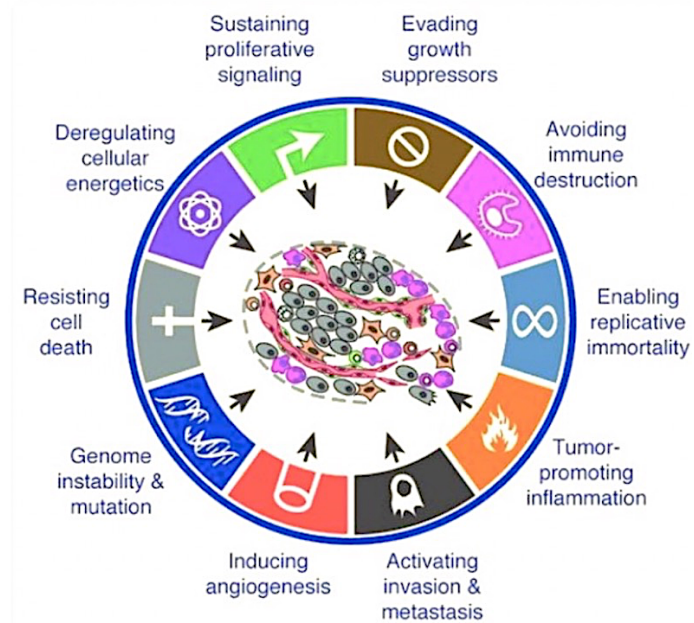 Sustaining
proliferative
signaling
Evading
growth
suppressors
Avoiding
immune
destruction
Enabling
replicative
immortality
Tumor-
promoting
inflammation
Activating
invasion &
metastasis
Inducing
angiogenesis
Genome
instability &
mutation
Resisting
cell
death
Deregulating
cellular
energetics